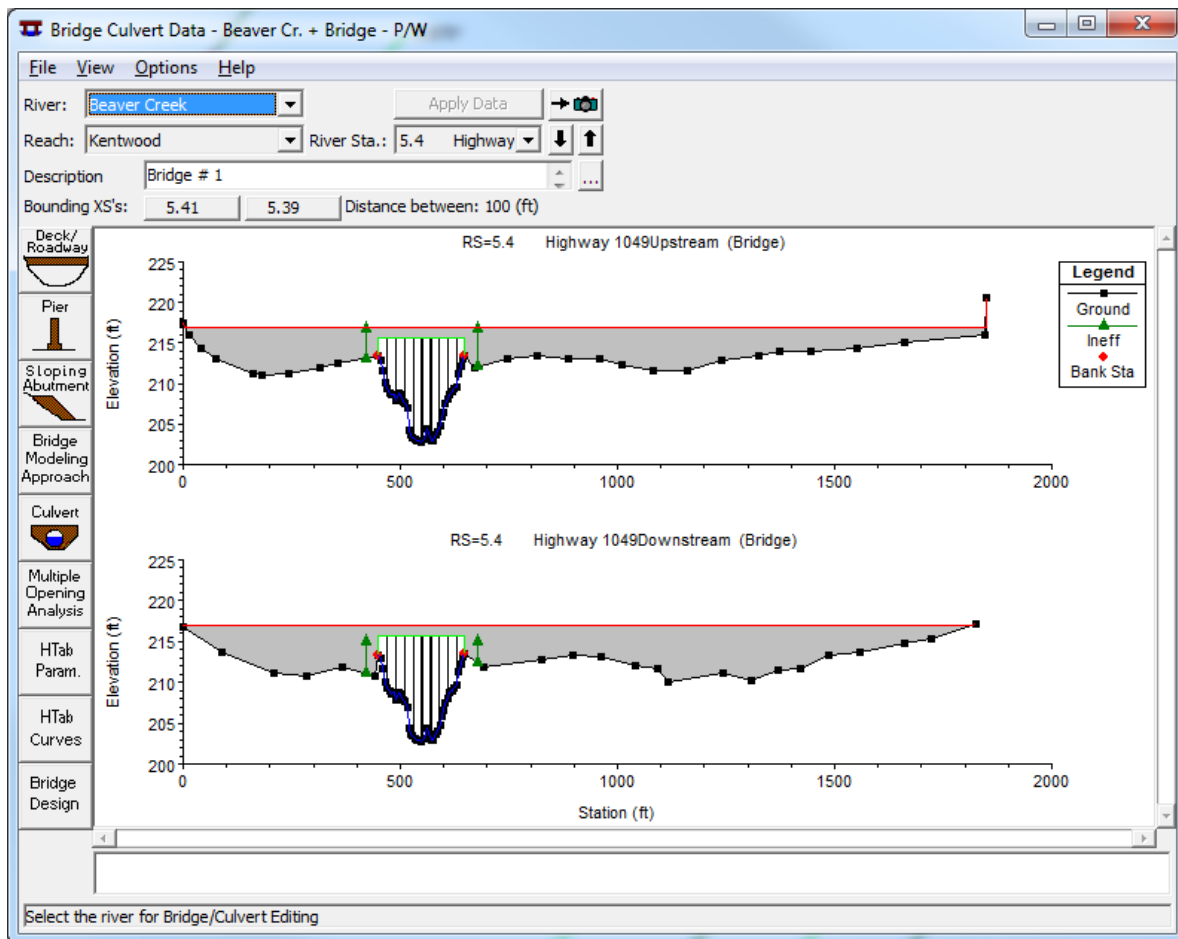 Bridge Culvert Data - Beaver Cr. + Bridge - P/W
File View Options Help
River: Beaver Creek Apply Data
Reach: Kentwood River Sta.: 5.4 Highway
Description Bridge # 1 ...
Bounding XS's: 5.41 5.39 Distance between: 100 (ft)
Deck/
Roadway
Pier
Sloping
Abutment
Bridge
Modeling
Approach
Culvert
Multiple
Opening
Analysis
HTab
Param.
HTab
Curves
Bridge
Design
RS=5.4 Highway 1049Upstream (Bridge)
Elevation (ft)
225
220
215
210
205
200
0 500 1000 1500 2000
Legend
Ground
Ineff
Bank Sta
RS=5.4 Highway 1049Downstream (Bridge)
Elevation (ft)
225
220
215
210
205
200
0 500 1000 1500 2000
Station (ft)
Select the river for Bridge/Culvert Editing